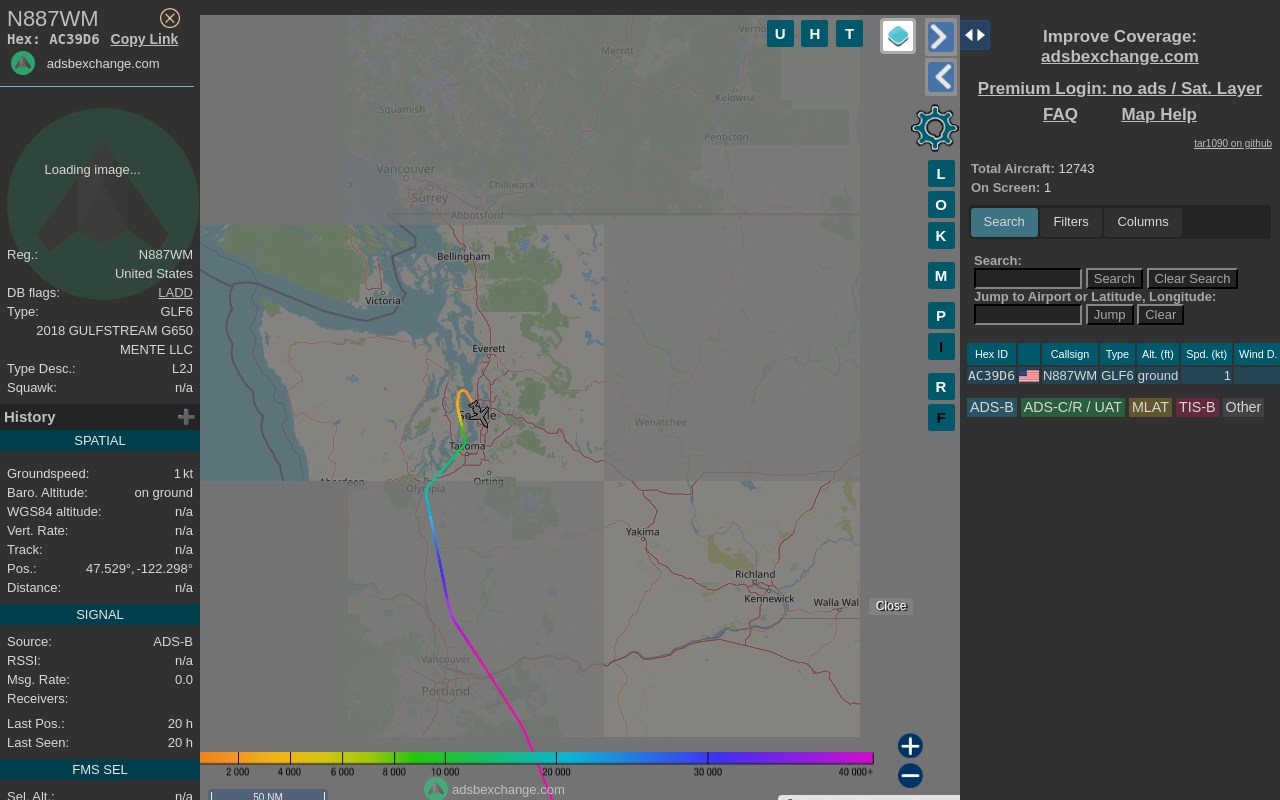 N887WM
Hex: AC39D6 Copy Link
adsbexchange.com
Loading image...
Reg.: N887WM
United States
DB flags: LADD
Type: GLF6
2018 GULFSTREAM G650
MENTE LLC
Type Desc.: L2J
Squawk: n/a
History
SPATIAL
Groundspeed: 1 kt
Baro. Altitude: on ground
WGS84 altitude: n/a
Vert. Rate: n/a
Track: n/a
Pos.: 47.529°, -122.298°
Distance: n/a
SIGNAL
Source: ADS-B
RSSI: n/a
Msg. Rate: 0.0
Receivers:
Last Pos.: 20 h
Last Seen: 20 h
FMS SEL
Sel. Alt.: n/a
U H T
L
O
K
M
P
I
R
F
Merritt
Kelowna
Squamish
Penticton
Vancouver
Chilliwack
Surrey
Abbotsford
Bellingham
Victoria
Everett
Tacoma
Wenatchee
Orting
Olympia
Yakima
Richland
Kennewick
Walla Wal
Vancouver
Portland
Close
2 000 4 000 6 000 8 000 10 000 20 000 30 000 40 000+
adsbexchange.com
50 NM
Improve Coverage:
adsbexchange.com
Premium Login: no ads / Sat. Layer
FAQ Map Help
tar1090 on github
Total Aircraft: 12743
On Screen: 1
Search Filters Columns
Search:
Search Clear Search
Jump to Airport or Latitude, Longitude:
Jump Clear
Hex ID Callsign Type Alt. (ft) Spd. (kt) Wind D.
AC39D6 N887WM GLF6 ground 1
ADS-B ADS-C/R / UAT MLAT TIS-B Other